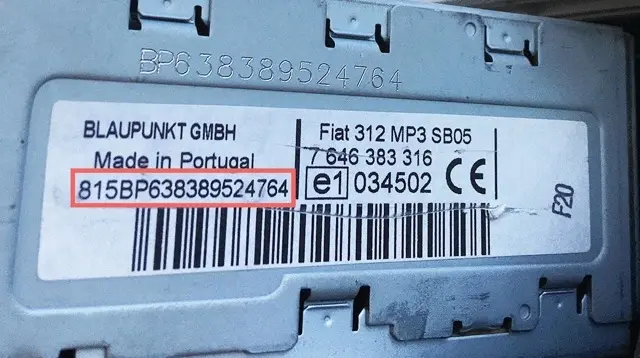 BP638389524764
BLAUPUNKT GMBH
Made in Portugal
815BP638389524764
Fiat 312 MP3 SB05
7 646 383 316
e1 034502 CE
F20